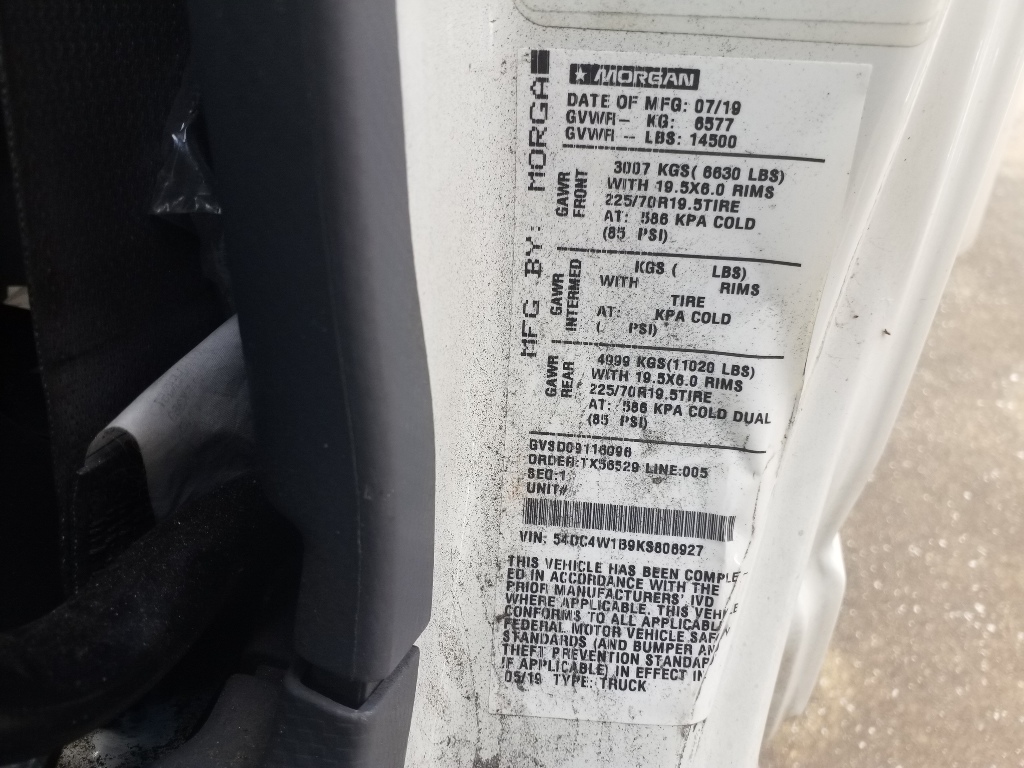 MORGAN
DATE OF MFG: 07/19
GVWR- KG: 6577
GVWR - LBS: 14500
MFG BY: MORGA
GAWR FRONT
3007 KGS( 6630 LBS)
WITH 19.5X6.0 RIMS
225/70R19.5TIRE
AT: 586 KPA COLD
(85 PSI)
GAWR INTERMED
KGS ( LBS)
WITH RIMS
TIRE
AT: KPA COLD
( PSI)
GAWR REAR
4999 KGS(11020 LBS)
WITH 19.5X6.0 RIMS
225/70R19.5TIRE
AT: 586 KPA COLD DUAL
(85 PSI)
GVSD09116096
ORDER:TX56529 LINE:005
SEQ:1
UNIT#
VIN: 54DC4W1B9KS808927
THIS VEHICLE HAS BEEN COMPLET-
ED IN ACCORDANCE WITH THE
PRIOR MANUFACTURERS' IVD
WHERE APPLICABLE. THIS VEHICLE
CONFORMS TO ALL APPLICABL
FEDERAL MOTOR VEHICLE SAFE
STANDARDS (AND BUMPER AN
THEFT PREVENTION STANDAR
IF APPLICABLE) IN EFFECT IN
05/19 TYPE: TRUCK